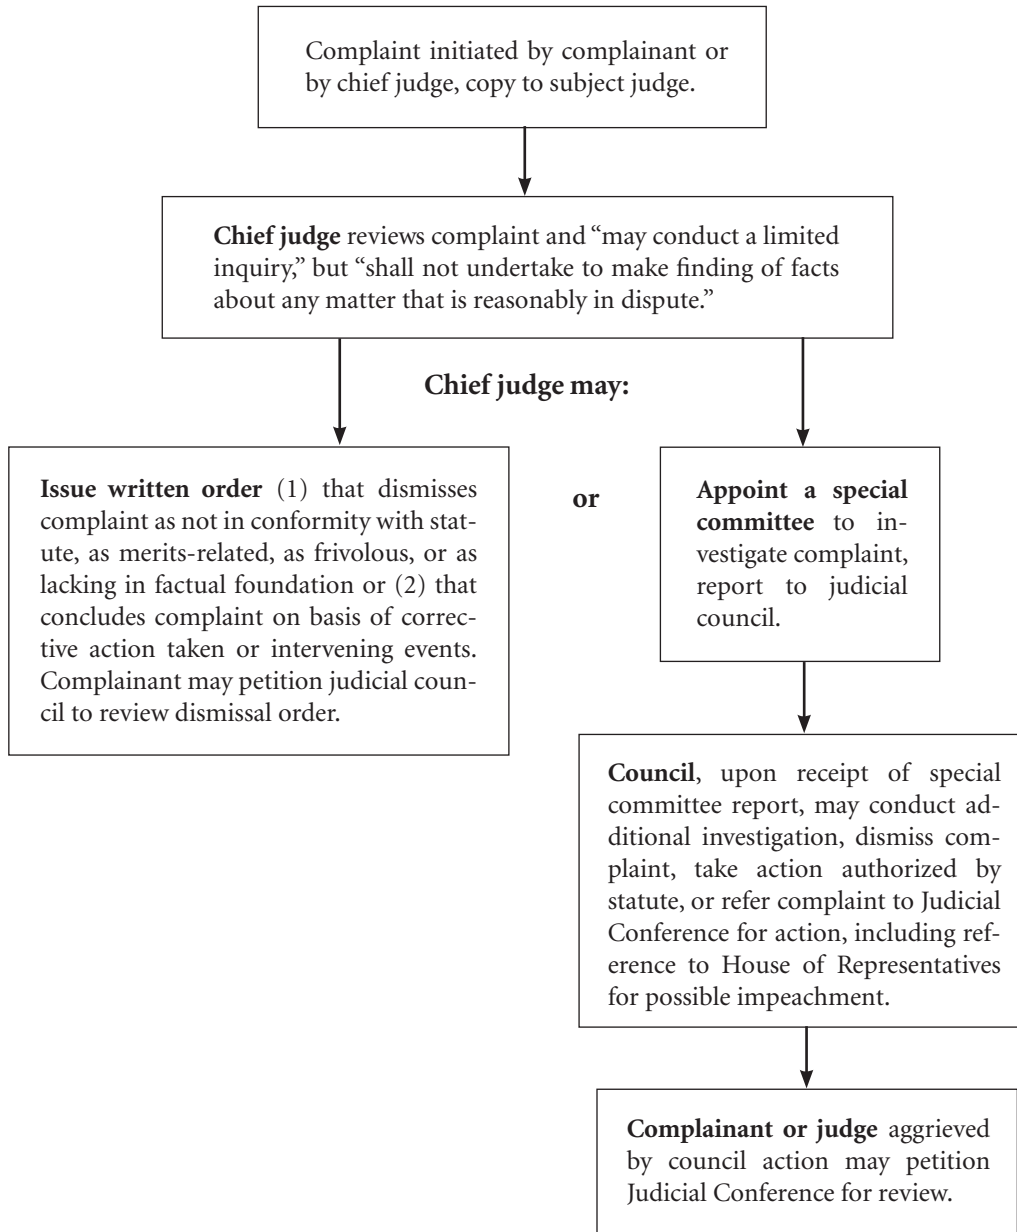 Complaint initiated by complainant or
by chief judge, copy to subject judge.
Chief judge reviews complaint and “may conduct a limited
inquiry,” but “shall not undertake to make finding of facts
about any matter that is reasonably in dispute.”
Chief judge may:
Issue written order (1) that dismisses
complaint as not in conformity with stat-
ute, as merits-related, as frivolous, or as
lacking in factual foundation or (2) that
concludes complaint on basis of correc-
tive action taken or intervening events.
Complainant may petition judicial coun-
cil to review dismissal order.
or
Appoint a special
committee to in-
vestigate complaint,
report to judicial
council.
Council, upon receipt of special
committee report, may conduct ad-
ditional investigation, dismiss com-
plaint, take action authorized by
statute, or refer complaint to Judicial
Conference for action, including ref-
erence to House of Representatives
for possible impeachment.
Complainant or judge aggrieved
by council action may petition
Judicial Conference for review.